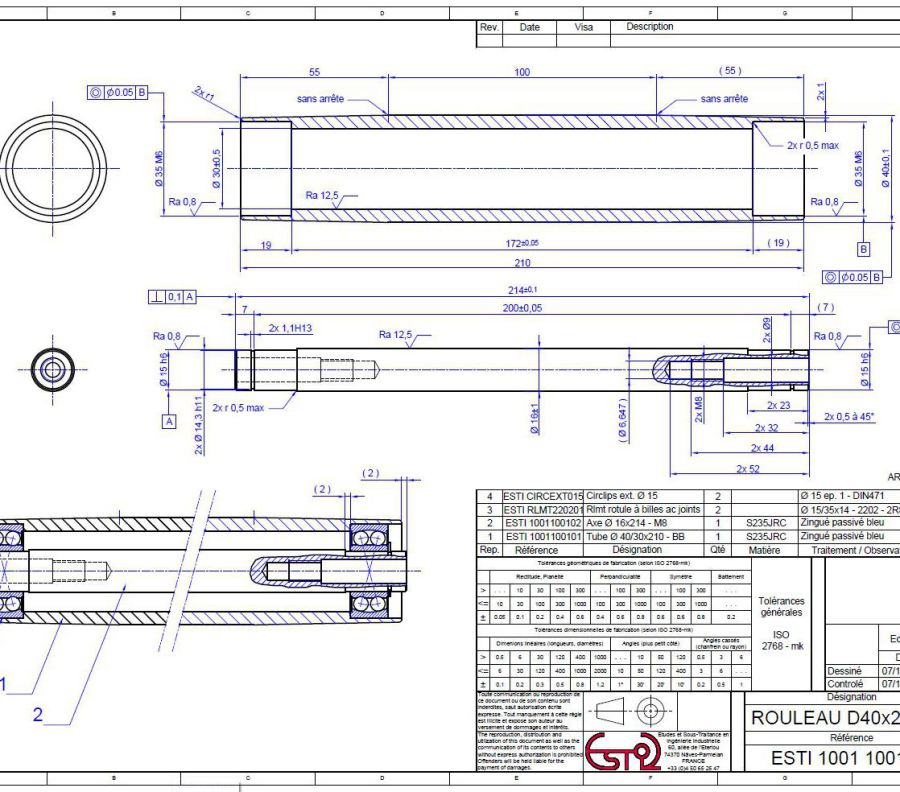 B C D E F G
Rev. Date Visa Description
55 100 ( 55 )
2x r1
sans arrête sans arrête
2x 1
◎ Ø0.05 B
2x r 0,5 max
Ø 35 M6 Ø 30±0,5 Ø 35 M6 Ø 40±0,1
Ra 0,8 Ra 12,5 Ra 0,8
19 172±0.05 ( 19 )
B
210
◎ Ø0.05 B
214±0,1
⊥ 0,1 A
7 200±0,05 ( 7 )
2x 1,1H13
Ra 0,8 Ra 12,5 2x Ø9 Ra 0,8
Ø 15 h6 Ø 15 h6
2x r 0,5 max
A
2x Ø 14,3 h11
Ø 16±1 ( Ø 6,647 ) 2x M8
2x 23
2x 0,5 à 45°
2x 32
2x 44
2x 52
( 2 ) ( 2 )
AR
4 ESTI CIRCEXT015 Circlips ext. Ø 15 2 Ø 15 ep. 1 - DIN471
3 ESTI RLMT220201 Rlmt rotule à billes ac joints 2 Ø 15/35x14 - 2202 - 2RS
2 ESTI 1001100102 Axe Ø 16x214 - M8 1 S235JRC Zingué passivé bleu
1 ESTI 1001100101 Tube Ø 40/30x210 - BB 1 S235JRC Zingué passivé bleu
Rep. Référence Désignation Qté Matière Traitement / Observa
Tolérances géométriques de fabrication (selon ISO 2768-mk)
Rectitude, Planéité Perpendiculaité Symétrie Battement
> . . . 10 30 100 300 . . . 100 300 . . . 100 300 . . .
<= 10 30 100 300 1000 100 300 1000 100 300 1000 . . .
± 0.05 0.1 0.2 0.4 0.6 0.4 0.6 0.8 0.6 0.6 0.8 0.2
Tolérances dimensionnelles de fabrication (selon ISO 2768-mk)
Dimenions linéaires (longueurs, diamètres) Angles (plus petit côté) Angles cassés
(chanfrein ou rayon)
> 0.5 6 30 120 400 1000 . . . 10 50 120 0.5 3 6
<= 6 30 120 400 1000 2000 10 50 120 400 3 6 . . .
± 0.1 0.2 0.3 0.5 0.8 1.2 1° 30' 20' 10' 0.2 0.5 1
Tolérances
générales
ISO
2768 - mk
D
Dessiné 07/1
Controlé 07/1
Désignation
ROULEAU D40x2
Référence
ESTI 1001 1001
Toute communication ou reproduction de
ce document ou de son contenu sont
interdites, sauf autorisation écrite
expresse. Tout manquement à cette règle
est illicite et expose son auteur au
versement de dommages et intérêts.
The reproduction, distribution and
utilization of this document as well as the
communication of its contents to others
without express authorization is prohibited
Offenders will be held liable for the
payment of damages.
ESTI
Etudes et Sous-Traitance en
Ingénierie Industrielle
74370 Nâves-Parmelan
FRANCE
1
2
B C D E F G